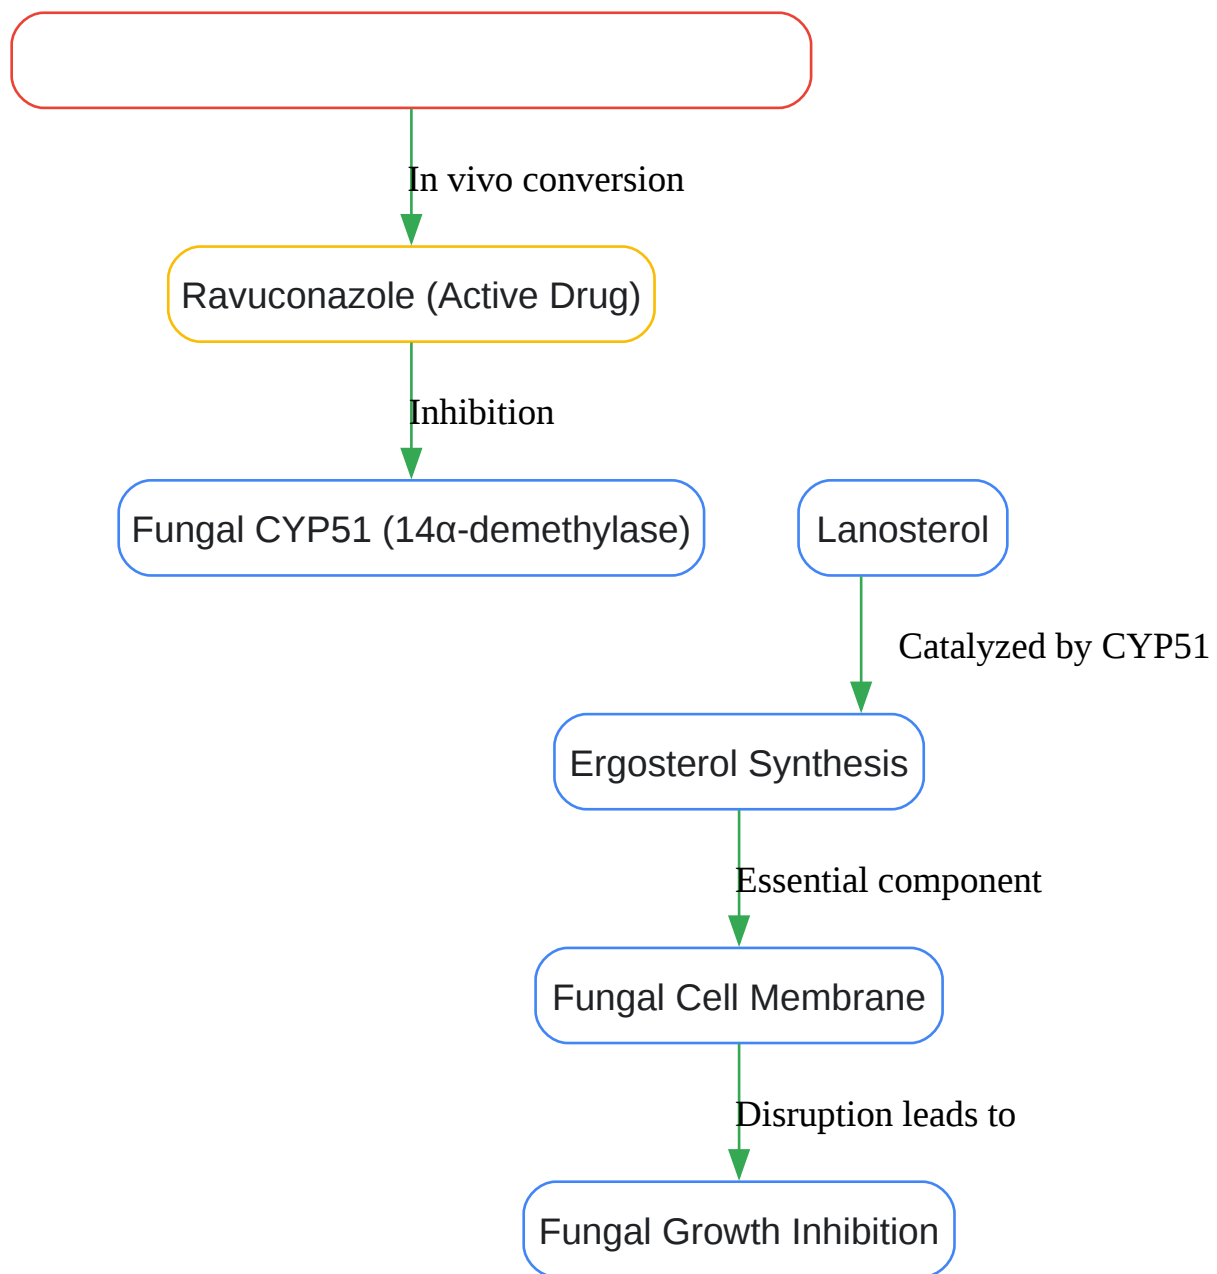 In vivo conversion
Ravuconazole (Active Drug)
Inhibition
Fungal CYP51 (14α-demethylase)
Lanosterol
Catalyzed by CYP51
Ergosterol Synthesis
Essential component
Fungal Cell Membrane
Disruption leads to
Fungal Growth Inhibition